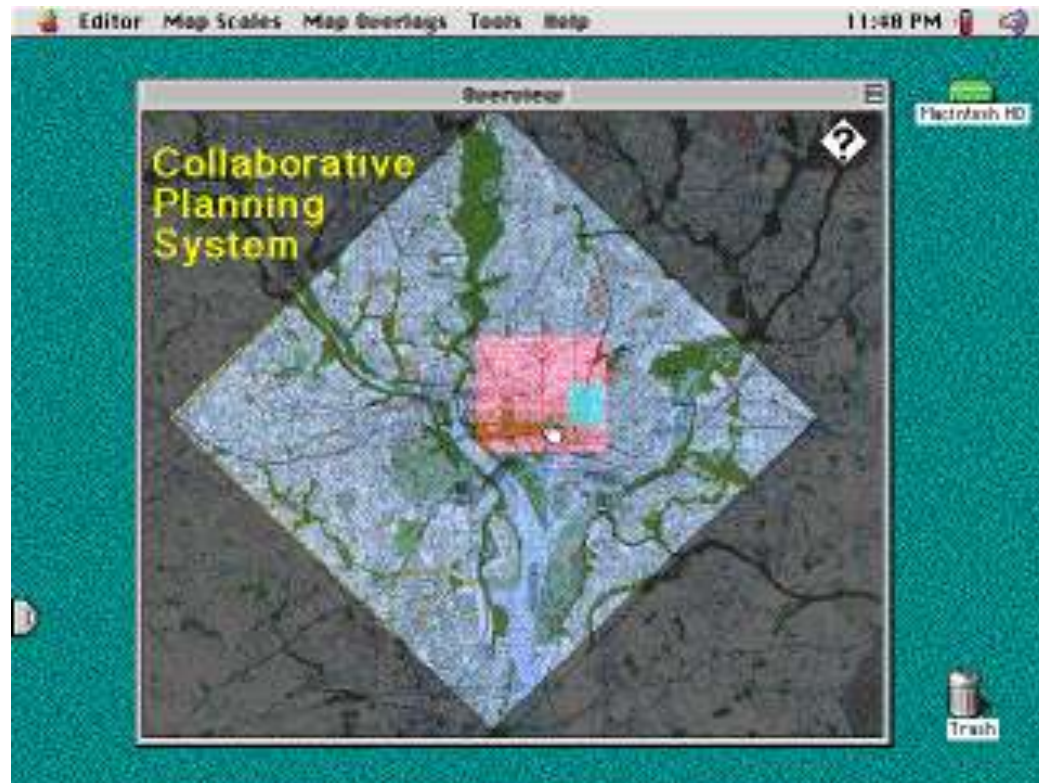 Editor Map Scales Map Overlays Tools Help 11:48 PM
Overview
Macintosh HD
?
Collaborative
Planning
System
Trash